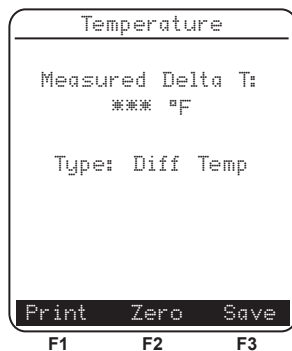 Temperature
Measured Delta T:
*** °F
Type: Diff Temp
Print Zero Save
F1 F2 F3